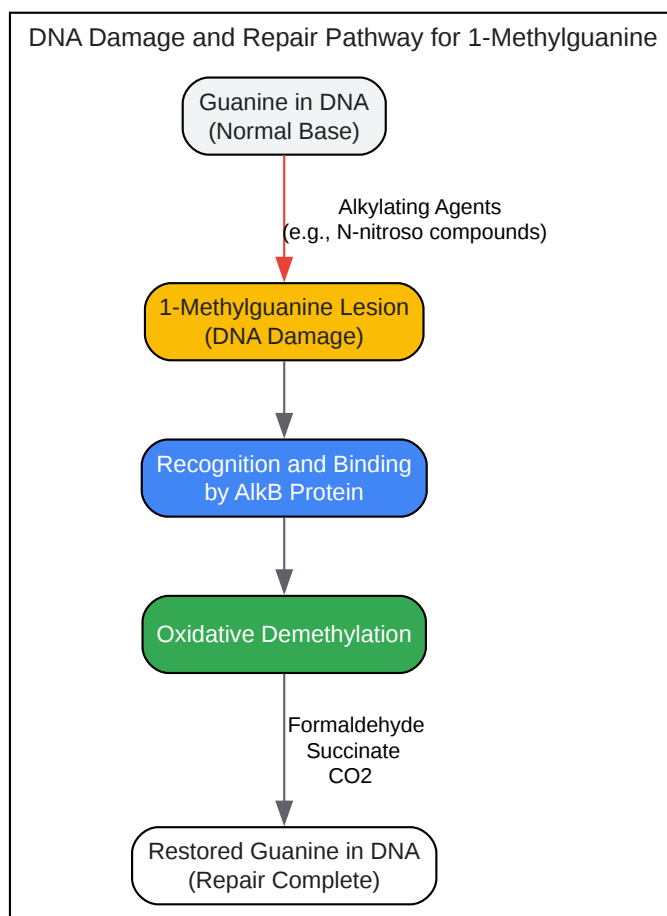 DNA Damage and Repair Pathway for 1-Methylguanine
Guanine in DNA
(Normal Base)
Alkylating Agents
(e.g., N-nitroso compounds)
1-Methylguanine Lesion
(DNA Damage)
Recognition and Binding
by AlkB Protein
Oxidative Demethylation
Formaldehyde
Succinate
CO2
Restored Guanine in DNA
(Repair Complete)